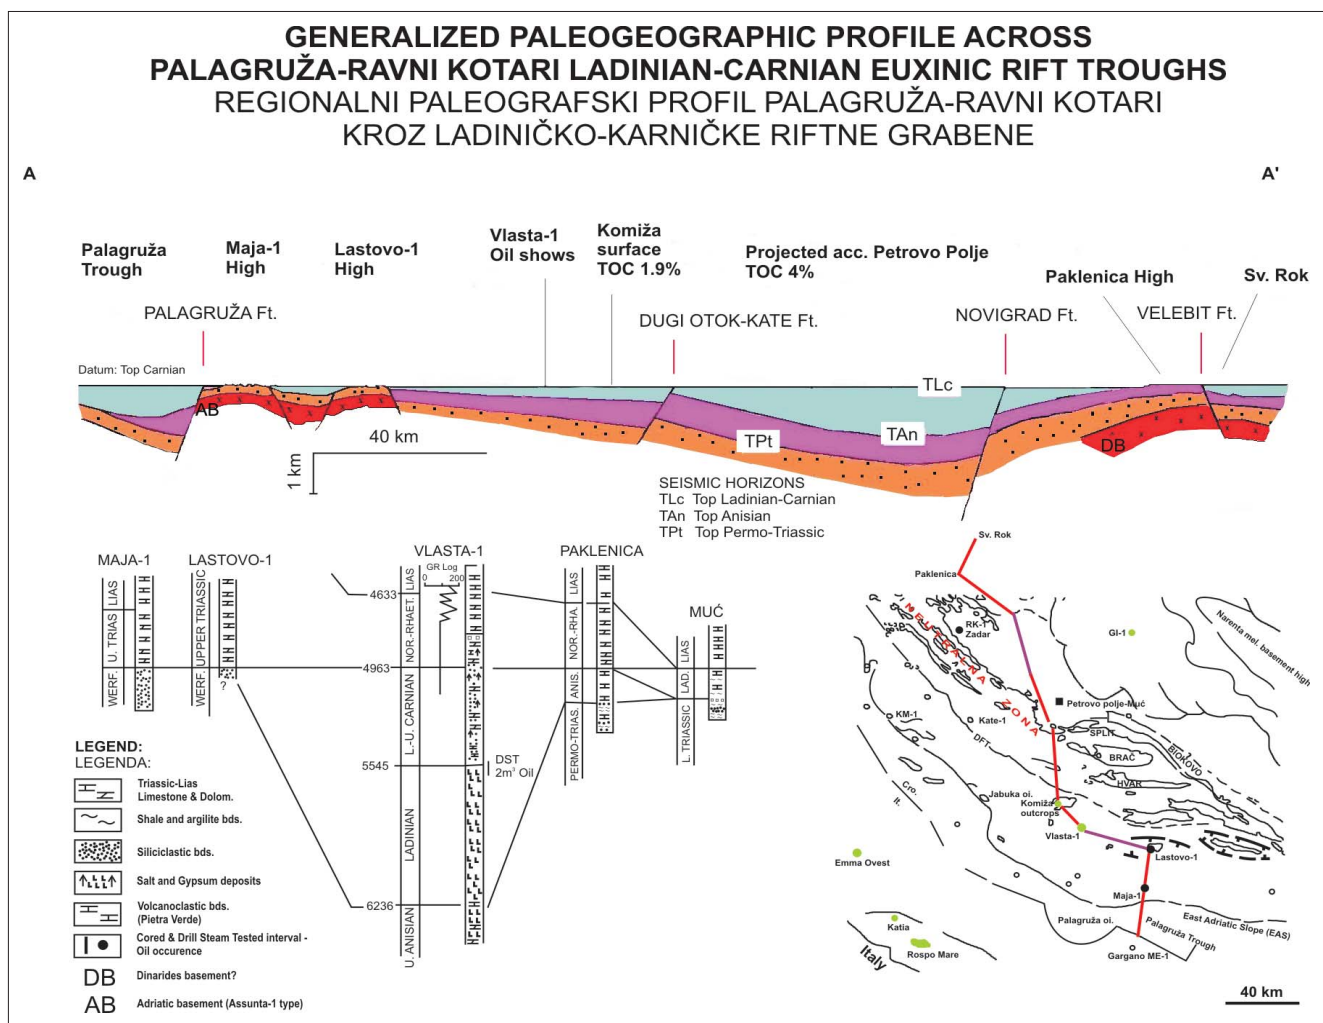 GENERALIZED PALEOGEOGRAPHIC PROFILE ACROSS
PALAGRUŽA-RAVNI KOTARI LADINIAN-CARNIAN EUXINIC RIFT TROUGHS
REGIONALNI PALEOGRAFSKI PROFIL PALAGRUŽA-RAVNI KOTARI
KROZ LADINIČKO-KARNIČKE RIFTNE GRABENE
A
A'
Palagruža
Trough
Maja-1
High
Lastovo-1
High
Vlasta-1
Oil shows
Komiža
surface
TOC 1.9%
Projected acc. Petrovo Polje
TOC 4%
Paklenica High
Sv. Rok
PALAGRUŽA Ft.
DUGI OTOK-KATE Ft.
NOVIGRAD Ft.
VELEBIT Ft.
Datum: Top Carnian
TLc
AB
TPt
TAn
DB
40 km
1 km
SEISMIC HORIZONS
TLc Top Ladinian-Carnian
TAn Top Anisian
TPt Top Permo-Triassic
MAJA-1
LASTOVO-1
VLASTA-1
PAKLENICA
MUĆ
GR Log
0 200
WERF. U. TRIAS LIAS
WERF. UPPER TRIASSIC
?
U. ANISIAN LADINIAN L.-U. CARNIAN NOR.-RHAET. LIAS
4633
4963
5545
6236
DST
2m³ Oil
PERMO-TRIAS. ANIS. NOR.-RHA. LIAS
L. TRIASSIC LAD. LIAS
LEGEND:
LEGENDA:
Triassic-Lias
Limestone & Dolom.
Shale and argilite bds.
Siliciclastic bds.
Salt and Gypsum deposits
Volcanoclastic bds.
(Pietra Verde)
Cored & Drill Steam Tested interval -
Oil occurence
DB Dinarides basement?
AB Adriatic basement (Assunta-1 type)
Sv. Rok
Paklenica
NEUTRALNA ZONA
RK-1
Zadar
GI-1
Narenta mel. basement high
Petrovo polje-Muć
KM-1
Kate-1
DFT
SPLIT
BIOKOVO
BRAČ
HVAR
Cro.
It.
Jabuka oi.
Komiža
outcrops
Vlasta-1
Lastovo-1
Emma Ovest
Maja-1
Palagruža oi.
Palagruža Trough
East Adriatic Slope (EAS)
Katia
Rospo Mare
Gargano ME-1
Italy
40 km